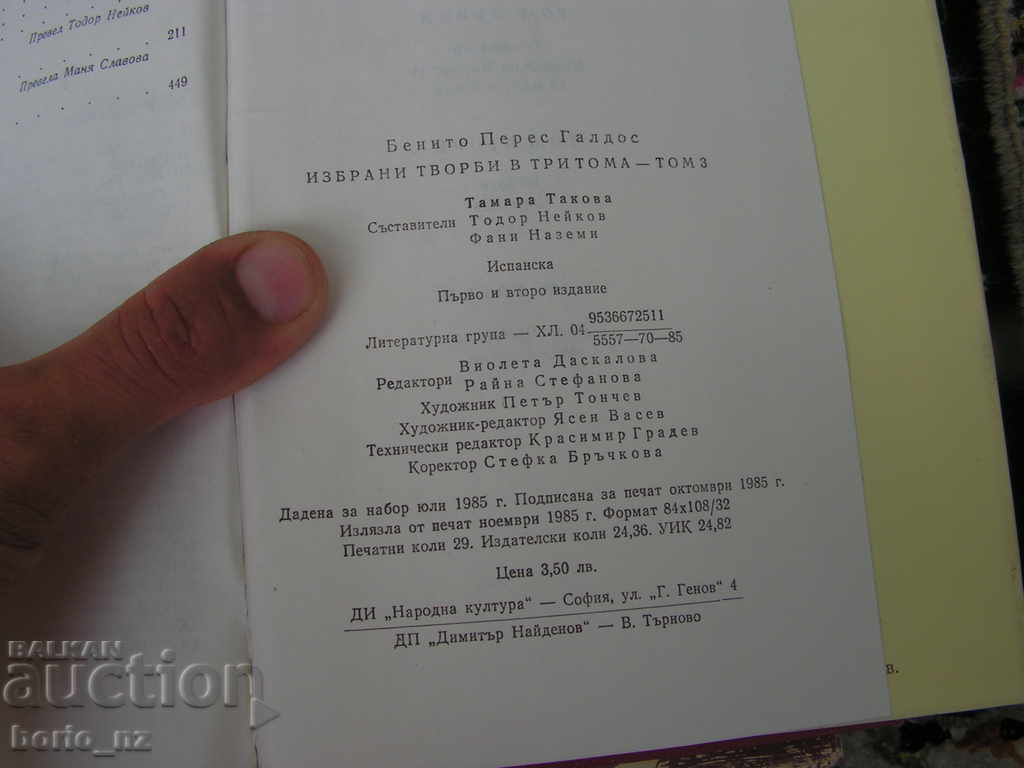 Превел Тодор Нейков
211
Превела Маня Славова
449
Бенито Перес Галдос
ИЗБРАНИ ТВОРБИ В ТРИ ТОМА — ТОМ 3
Тамара Такова
Съставители Тодор Нейков
Фани Наземи
Испанска
Първо и второ издание
9536672511
Литературна група — ХЛ. 04
5557—70—85
Виолета Даскалова
Редактори Райна Стефанова
Художник Петър Тончев
Художник-редактор Ясен Васев
Технически редактор Красимир Градев
Коректор Стефка Бръчкова
Дадена за набор юли 1985 г. Подписана за печат октомври 1985 г.
Излязла от печат ноември 1985 г. Формат 84x108/32
Печатни коли 29. Издателски коли 24,36. УИК 24,82
Цена 3,50 лв.
ДИ „Народна култура“ — София, ул. „Г. Генов“ 4
ДП „Димитър Найденов“ — В. Търново
в.
BALKAN
auction
borio_nz